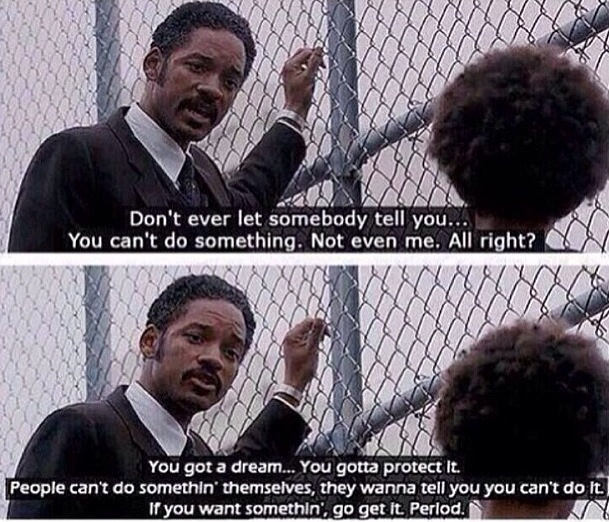 Don't ever let somebody tell you...
You can't do something. Not even me. All right?
You got a dream... You gotta protect it.
People can't do somethin' themselves, they wanna tell you you can't do it.
If you want somethin', go get it. Period.